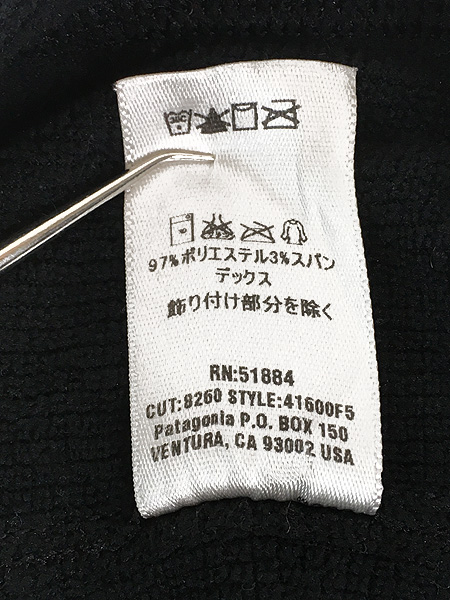 97%ポリエステル3%スパン
デックス
飾り付け部分を除く
RN:51884
CUT:8260 STYLE:41600F5
Patagonia P.O. BOX 150
VENTURA, CA 93002 USA